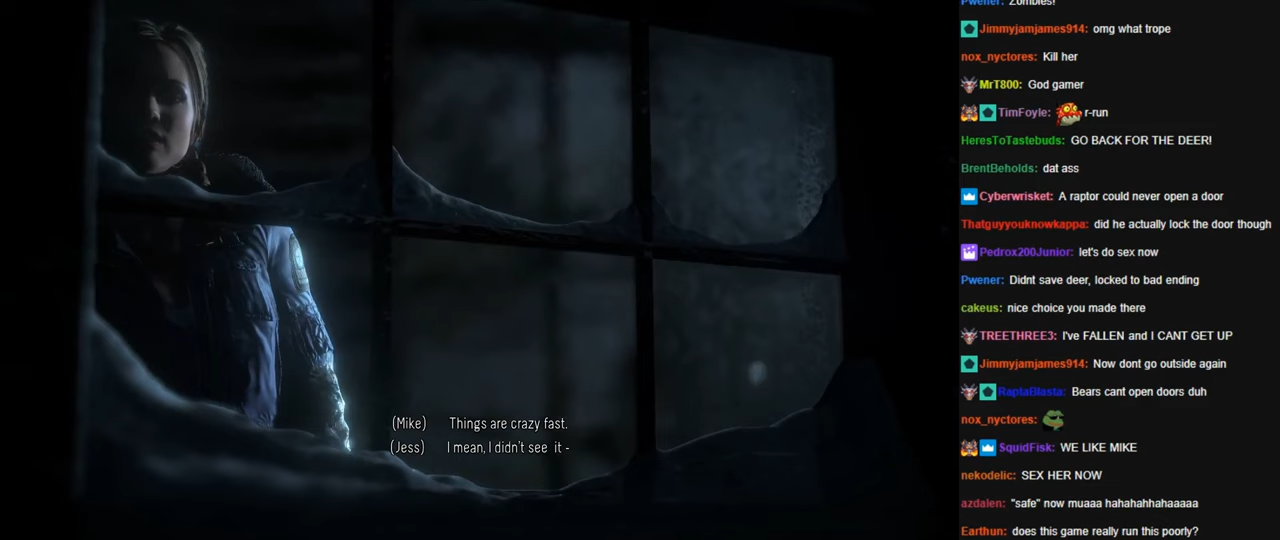 (Mike) Things are crazy fast.
(Jess) I mean, I didn't see it -
Pwener: Zombies!
Jimmyjamjames914: omg what trope
nox_nyctores: Kill her
MrT800: God gamer
TimFoyle: r-run
HeresToTastebuds: GO BACK FOR THE DEER!
BrentBeholds: dat ass
Cyberwrisket: A raptor could never open a door
Thatguyyouknowkappa: did he actually lock the door though
Pedrox200Junior: let's do sex now
Pwener: Didnt save deer, locked to bad ending
cakeus: nice choice you made there
TREETHREE3: I've FALLEN and I CANT GET UP
Jimmyjamjames914: Now dont go outside again
RaptaBlasta: Bears cant open doors duh
nox_nyctores:
SquidFisk: WE LIKE MIKE
nekodelic: SEX HER NOW
azdalen: "safe" now muaaa hahahahhahaaaaa
Earthun: does this game really run this poorly?